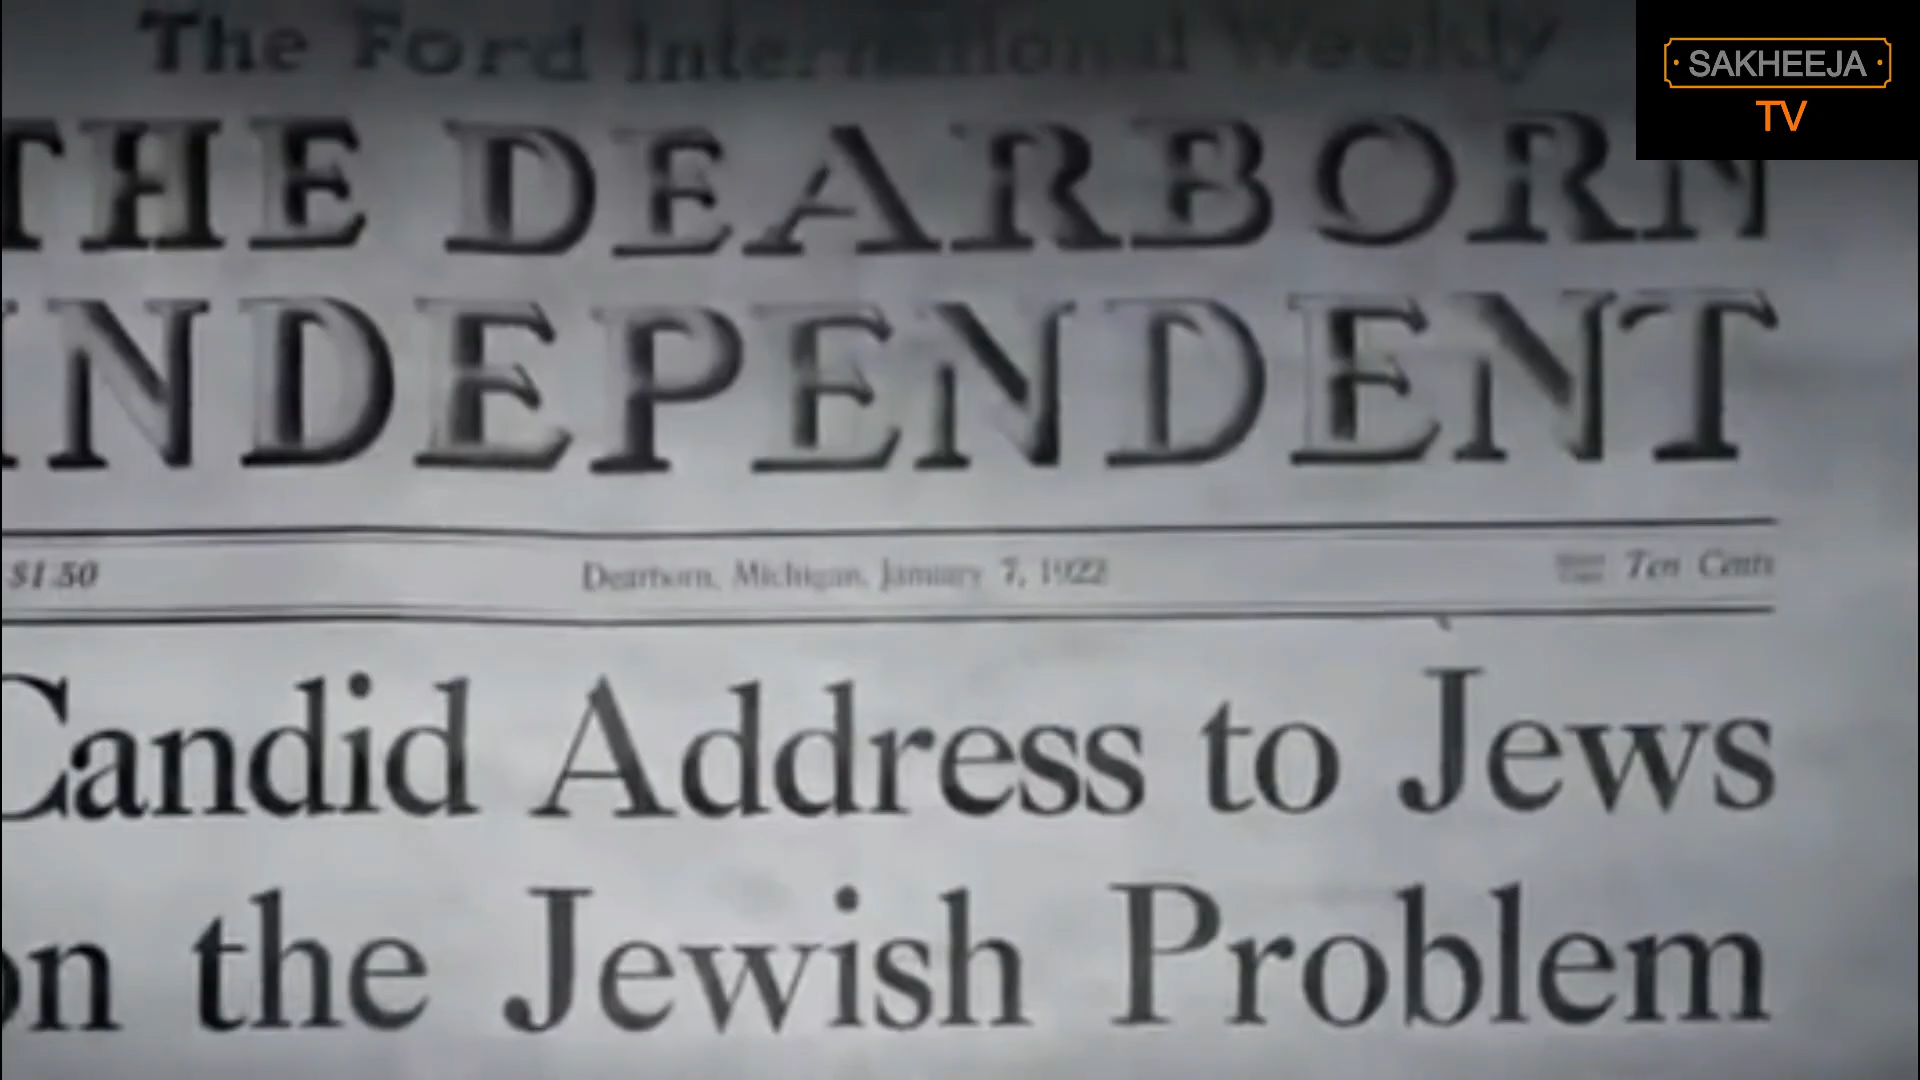 The Ford International Weekly
SAKHEEJA
TV
THE DEARBORN
INDEPENDENT
$1.50 Dearborn, Michigan, January 7, 1922 Ten Cents
Candid Address to Jews
on the Jewish Problem